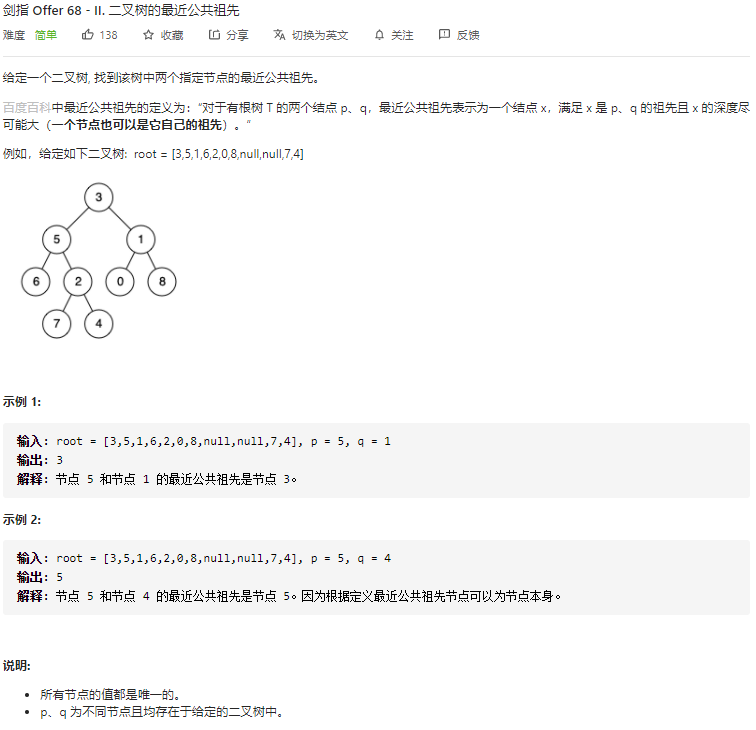 剑指 Offer 68 - II. 二叉树的最近公共祖先
难度 简单 138 收藏 分享 切换为英文 关注 反馈
给定一个二叉树, 找到该树中两个指定节点的最近公共祖先。
百度百科中最近公共祖先的定义为：“对于有根树 T 的两个结点 p、q，最近公共祖先表示为一个结点 x，满足 x 是 p、q 的祖先且 x 的深度尽
可能大（一个节点也可以是它自己的祖先）。”
例如，给定如下二叉树: root = [3,5,1,6,2,0,8,null,null,7,4]
3
5 1
6 2 0 8
7 4
示例 1:
输入: root = [3,5,1,6,2,0,8,null,null,7,4], p = 5, q = 1
输出: 3
解释: 节点 5 和节点 1 的最近公共祖先是节点 3。
示例 2:
输入: root = [3,5,1,6,2,0,8,null,null,7,4], p = 5, q = 4
输出: 5
解释: 节点 5 和节点 4 的最近公共祖先是节点 5。因为根据定义最近公共祖先节点可以为节点本身。
说明:
• 所有节点的值都是唯一的。
• p、q 为不同节点且均存在于给定的二叉树中。